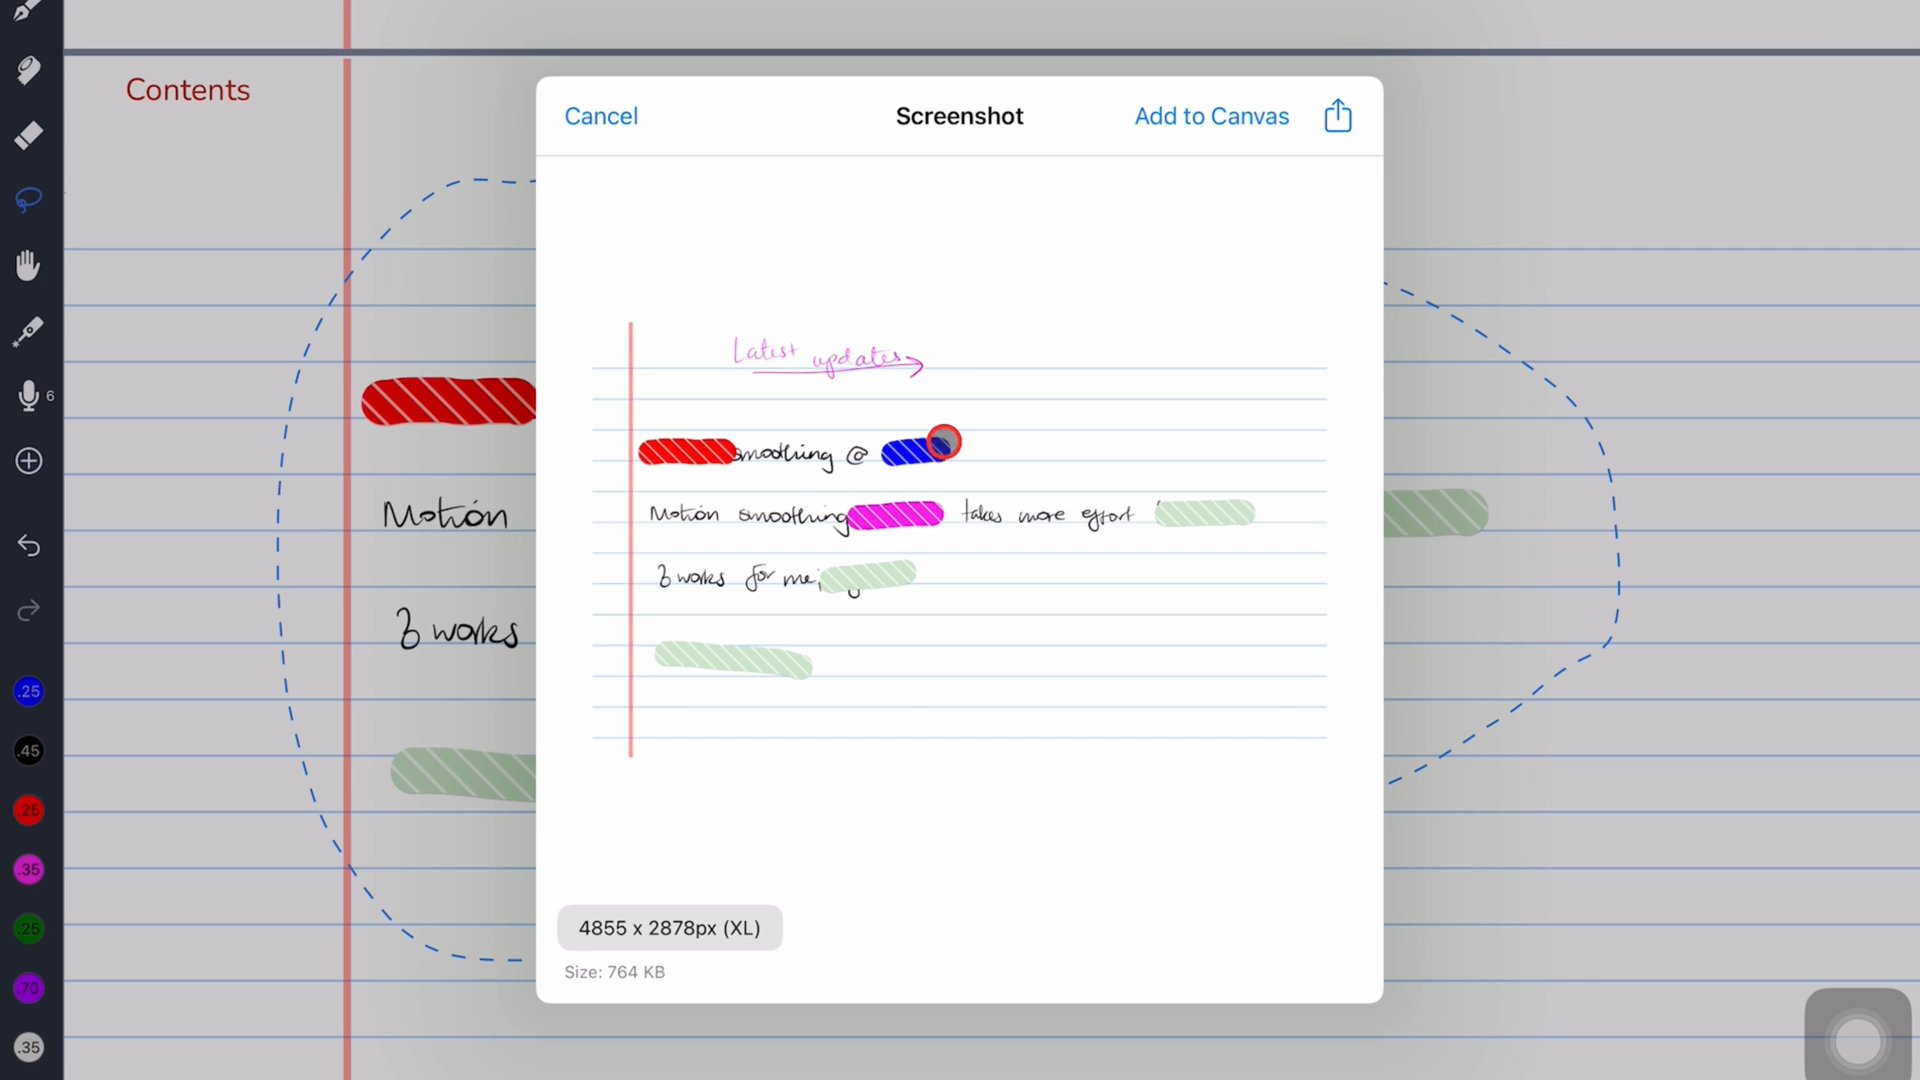 Contents
Cancel
Screenshot
Add to Canvas
Latest updates
smoothing @
Motion smoothing takes more effort
3 works for me;
Motion
3 works
6
.25
.45
.25
.35
.25
.70
.35
4855 x 2878px (XL)
Size: 764 KB